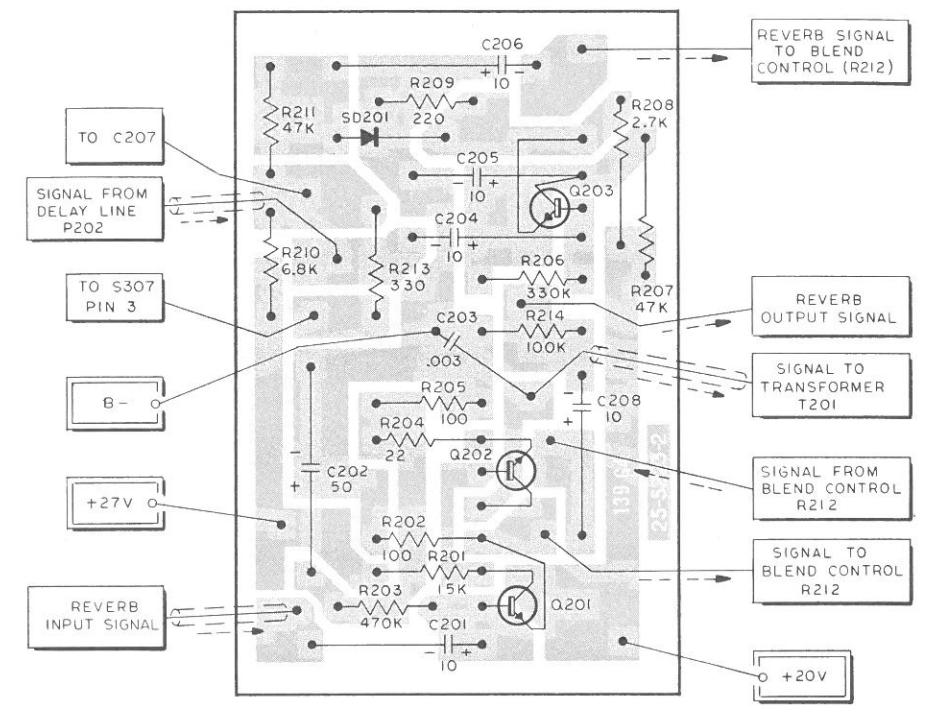 C206
+ 10 -
REVERB SIGNAL
TO BLEND
CONTROL (R212)
R209
220
R211
47K
SD201
R208
2.7K
TO C207
C205
- 10 +
Q203
SIGNAL FROM
DELAY LINE
P202
C204
- 10 +
R210
6.8K
R213
330
R206
330K
R207
47K
TO S307
PIN 3
C203
.003
R214
100K
REVERB
OUTPUT SIGNAL
B-
SIGNAL TO
TRANSFORMER
T201
R205
100
- C208
+ 10
R204
22
Q202
- C202
+ 50
SIGNAL FROM
BLEND CONTROL
R212
+27V
R202
100
R201
15K
SIGNAL TO
BLEND CONTROL
R212
REVERB
INPUT SIGNAL
R203
470K
Q201
C201
- 10 +
+20V
139